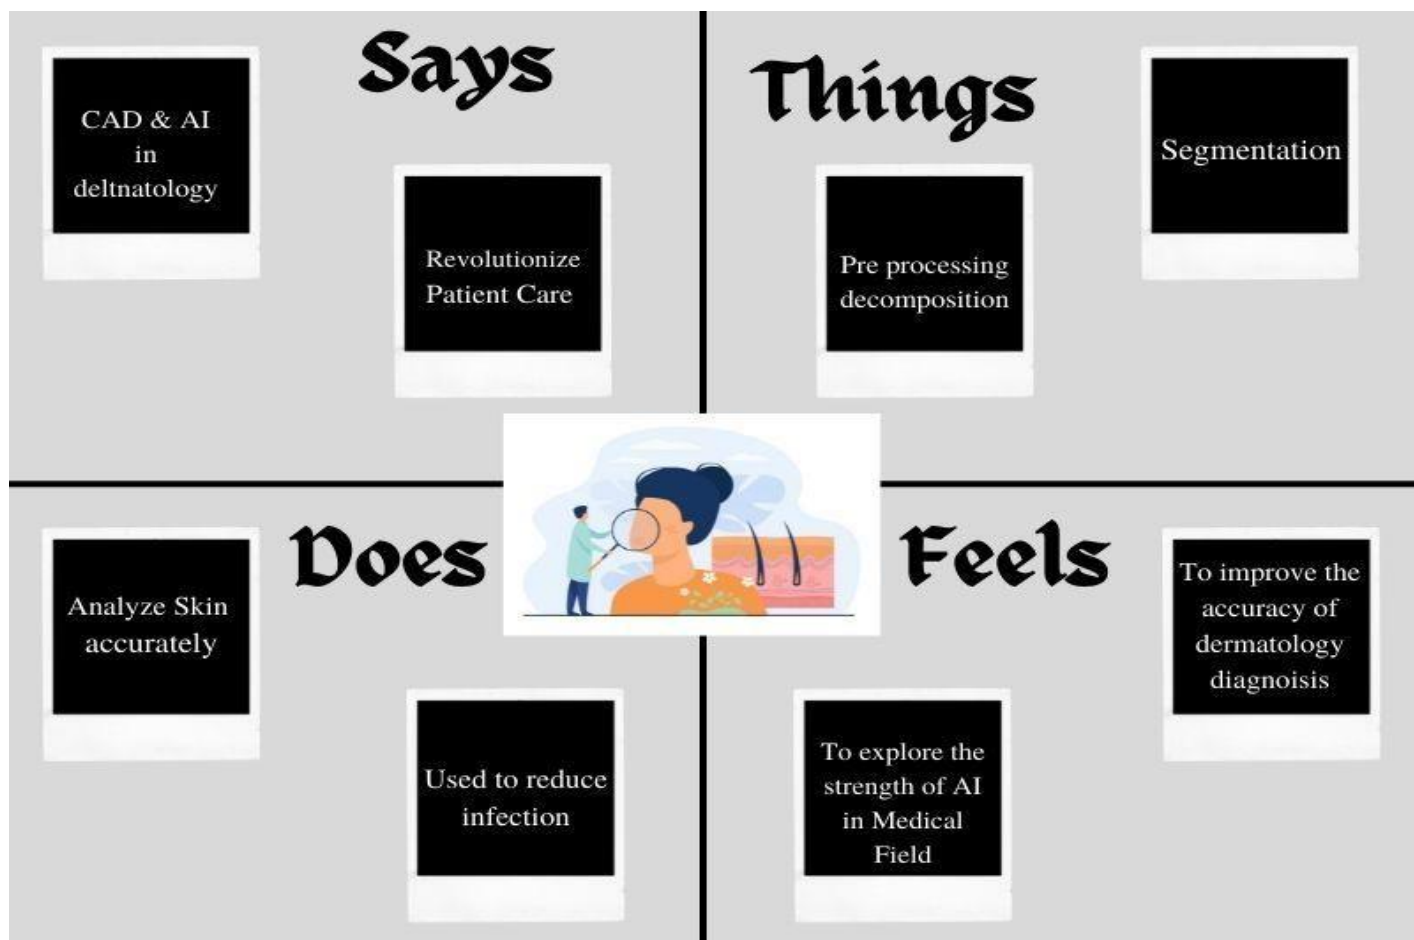 Says
CAD & AI
in
deltnatology
Revolutionize
Patient Care
Things
Segmentation
Pre processing
decomposition
Does
Analyze Skin
accurately
Used to reduce
infection
Feels
To improve the
accuracy of
dermatology
diagnoisis
To explore the
strength of AI
in Medical
Field